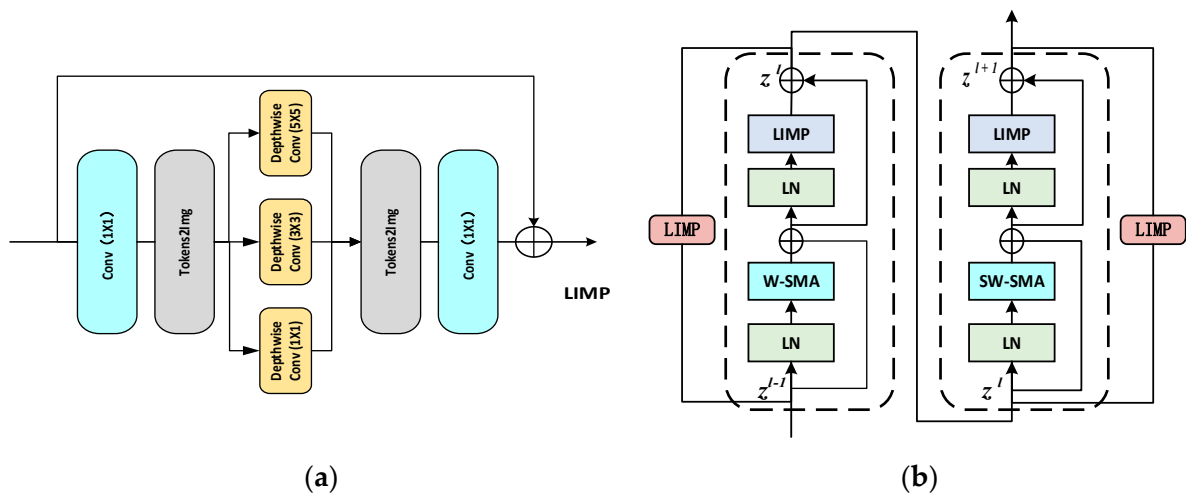 Conv (1X1)
Tokens2Img
Depthwise
Conv (5X5)
Depthwise
Conv (3X3)
Depthwise
Conv (1X1)
Tokens2Img
Conv (1X1)
LIMP
(a)
z^l
LIMP
LN
LIMP
W-SMA
LN
z^{l-1}
z^{l+1}
LIMP
LN
LIMP
SW-SMA
LN
z^l
(b)